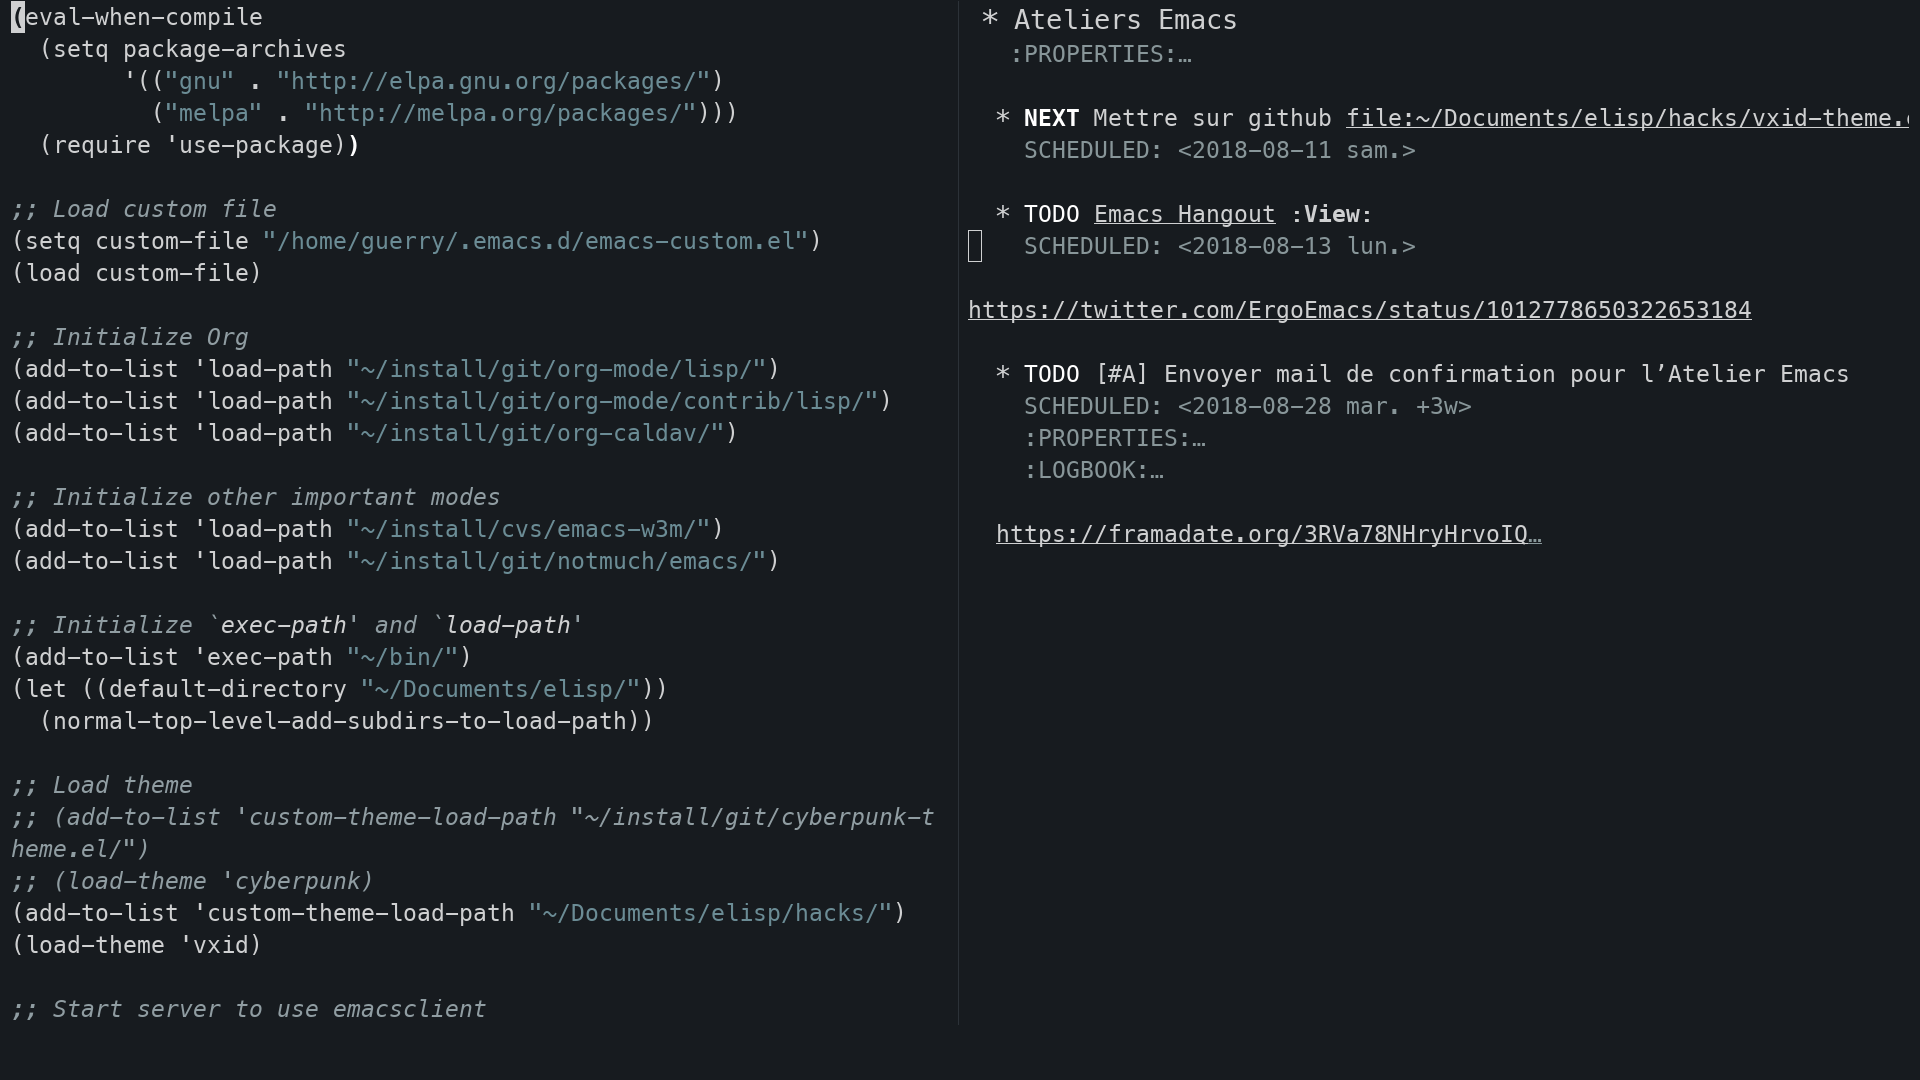 (eval-when-compile
  (setq package-archives
        '(("gnu" . "http://elpa.gnu.org/packages/")
          ("melpa" . "http://melpa.org/packages/")))
  (require 'use-package))

;; Load custom file
(setq custom-file "/home/guerry/.emacs.d/emacs-custom.el")
(load custom-file)

;; Initialize Org
(add-to-list 'load-path "~/install/git/org-mode/lisp/")
(add-to-list 'load-path "~/install/git/org-mode/contrib/lisp/")
(add-to-list 'load-path "~/install/git/org-caldav/")

;; Initialize other important modes
(add-to-list 'load-path "~/install/cvs/emacs-w3m/")
(add-to-list 'load-path "~/install/git/notmuch/emacs/")

;; Initialize `exec-path' and `load-path'
(add-to-list 'exec-path "~/bin/")
(let ((default-directory "~/Documents/elisp/"))
  (normal-top-level-add-subdirs-to-load-path))

;; Load theme
;; (add-to-list 'custom-theme-load-path "~/install/git/cyberpunk-t
heme.el/")
;; (load-theme 'cyberpunk)
(add-to-list 'custom-theme-load-path "~/Documents/elisp/hacks/")
(load-theme 'vxid)

;; Start server to use emacsclient

* Ateliers Emacs
  :PROPERTIES:…

* NEXT Mettre sur github file:~/Documents/elisp/hacks/vxid-theme.
  SCHEDULED: <2018-08-11 sam.>

* TODO Emacs Hangout :View:
  SCHEDULED: <2018-08-13 lun.>

https://twitter.com/ErgoEmacs/status/1012778650322653184

* TODO [#A] Envoyer mail de confirmation pour l’Atelier Emacs
  SCHEDULED: <2018-08-28 mar. +3w>
  :PROPERTIES:…
  :LOGBOOK:…

https://framadate.org/3RVa78NHryHrvoIQ…